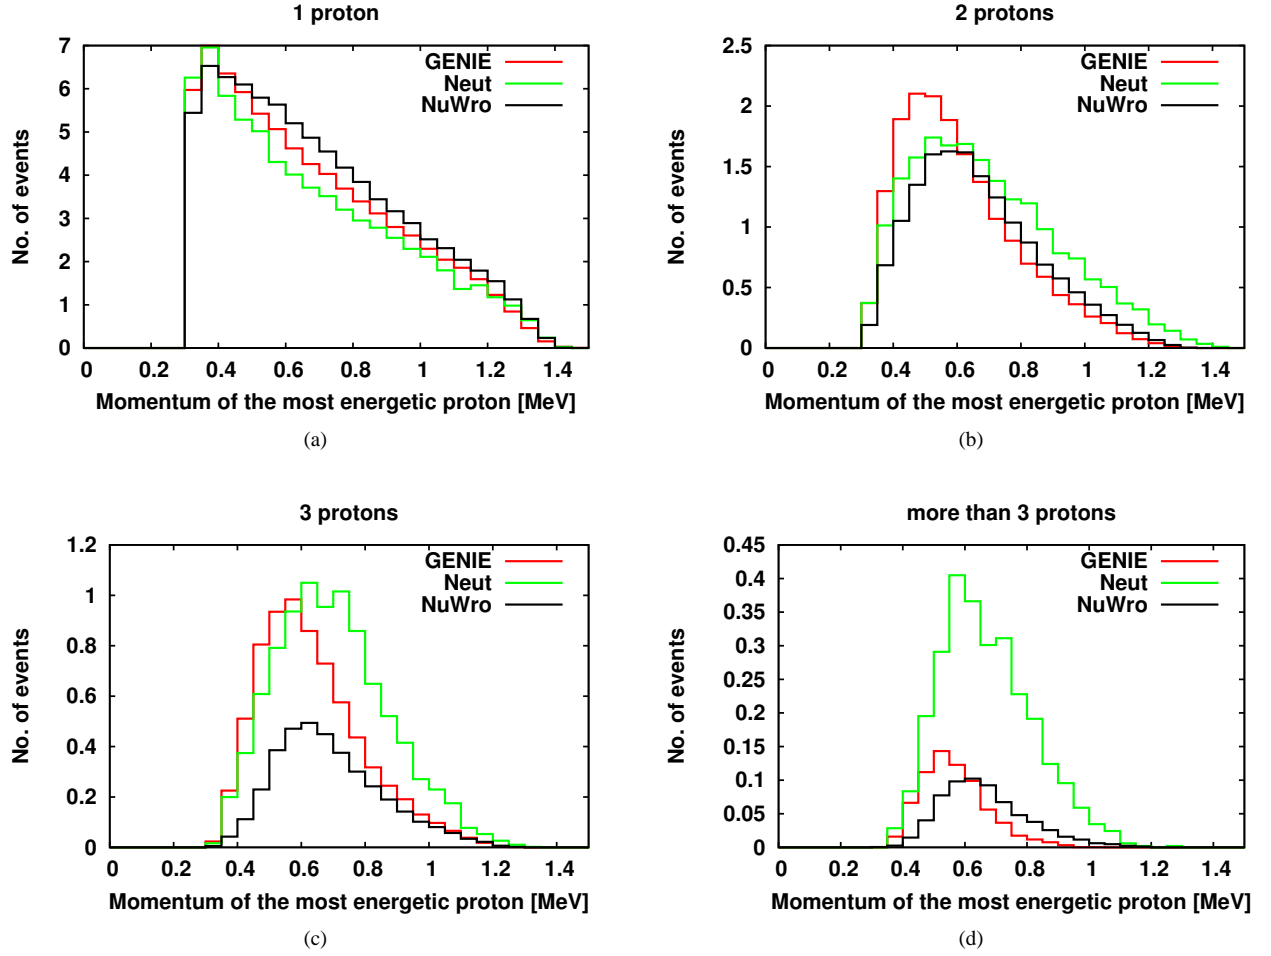 1 proton
7
6
5
4
3
2
1
0
No. of events
GENIE
Neut
NuWro
0 0.2 0.4 0.6 0.8 1 1.2 1.4
Momentum of the most energetic proton [MeV]
(a)
2 protons
2.5
2
1.5
1
0.5
0
No. of events
GENIE
Neut
NuWro
0 0.2 0.4 0.6 0.8 1 1.2 1.4
Momentum of the most energetic proton [MeV]
(b)
3 protons
1.2
1
0.8
0.6
0.4
0.2
0
No. of events
GENIE
Neut
NuWro
0 0.2 0.4 0.6 0.8 1 1.2 1.4
Momentum of the most energetic proton [MeV]
(c)
more than 3 protons
0.45
0.4
0.35
0.3
0.25
0.2
0.15
0.1
0.05
0
No. of events
GENIE
Neut
NuWro
0 0.2 0.4 0.6 0.8 1 1.2 1.4
Momentum of the most energetic proton [MeV]
(d)